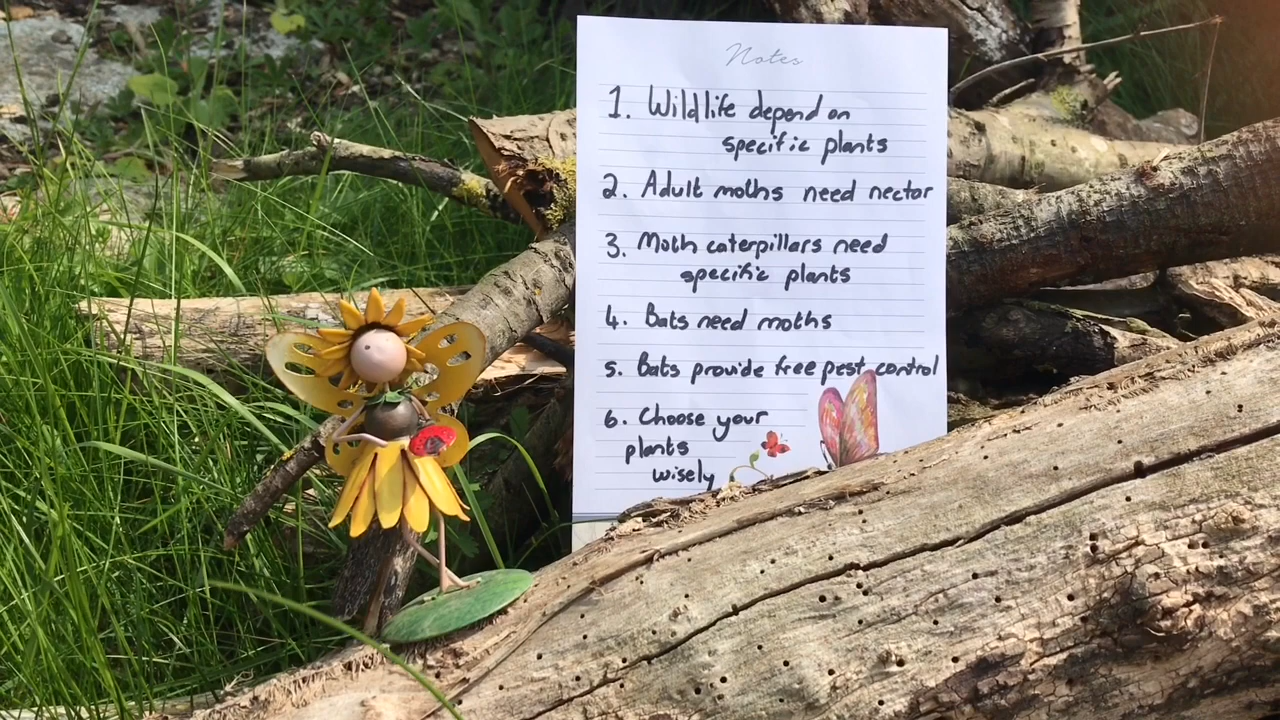 Notes
1. Wildlife depend on
specific plants
2. Adult moths need nectar
3. Moth caterpillars need
specific plants
4. Bats need moths
5. Bats provide free pest control
6. Choose your
plants
wisely